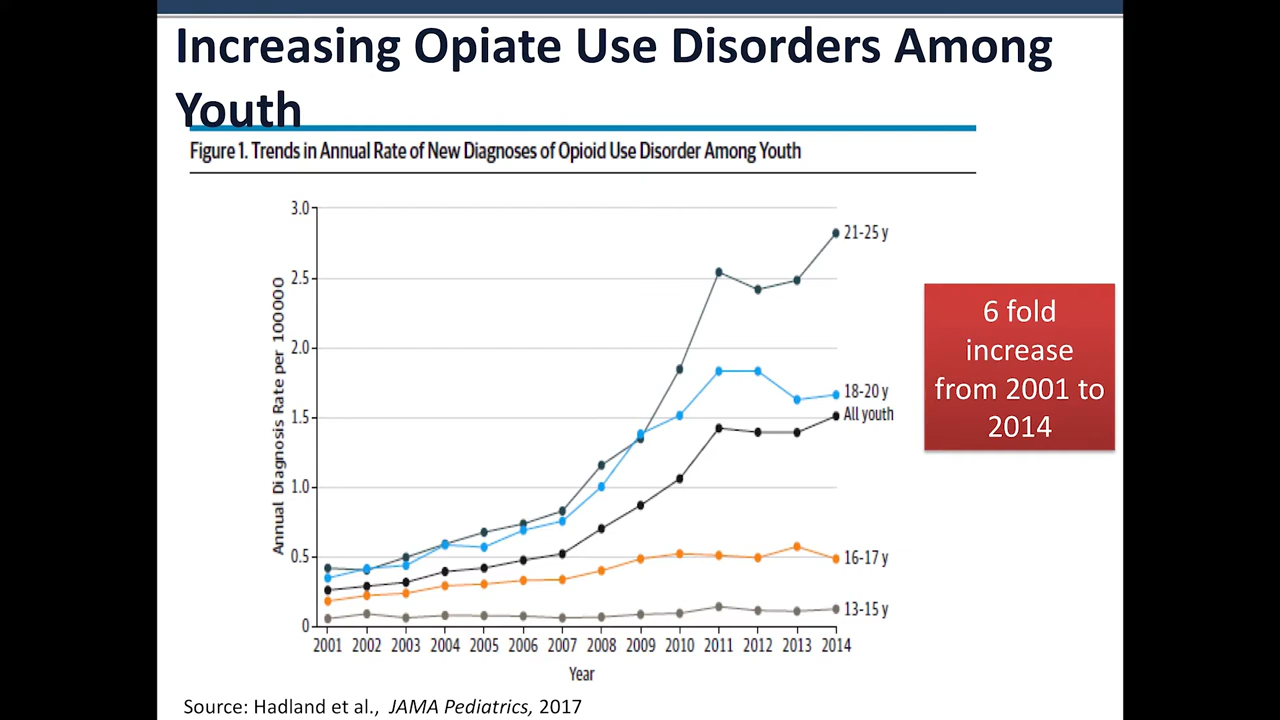 Increasing Opiate Use Disorders Among
Youth
Figure 1. Trends in Annual Rate of New Diagnoses of Opioid Use Disorder Among Youth
3.0
2.5
2.0
1.5
1.0
0.5
0
Annual Diagnosis Rate per 100000
21-25 y
18-20 y
All youth
16-17 y
13-15 y
2001 2002 2003 2004 2005 2006 2007 2008 2009 2010 2011 2012 2013 2014
Year
6 fold
increase
from 2001 to
2014
Source: Hadland et al., JAMA Pediatrics, 2017